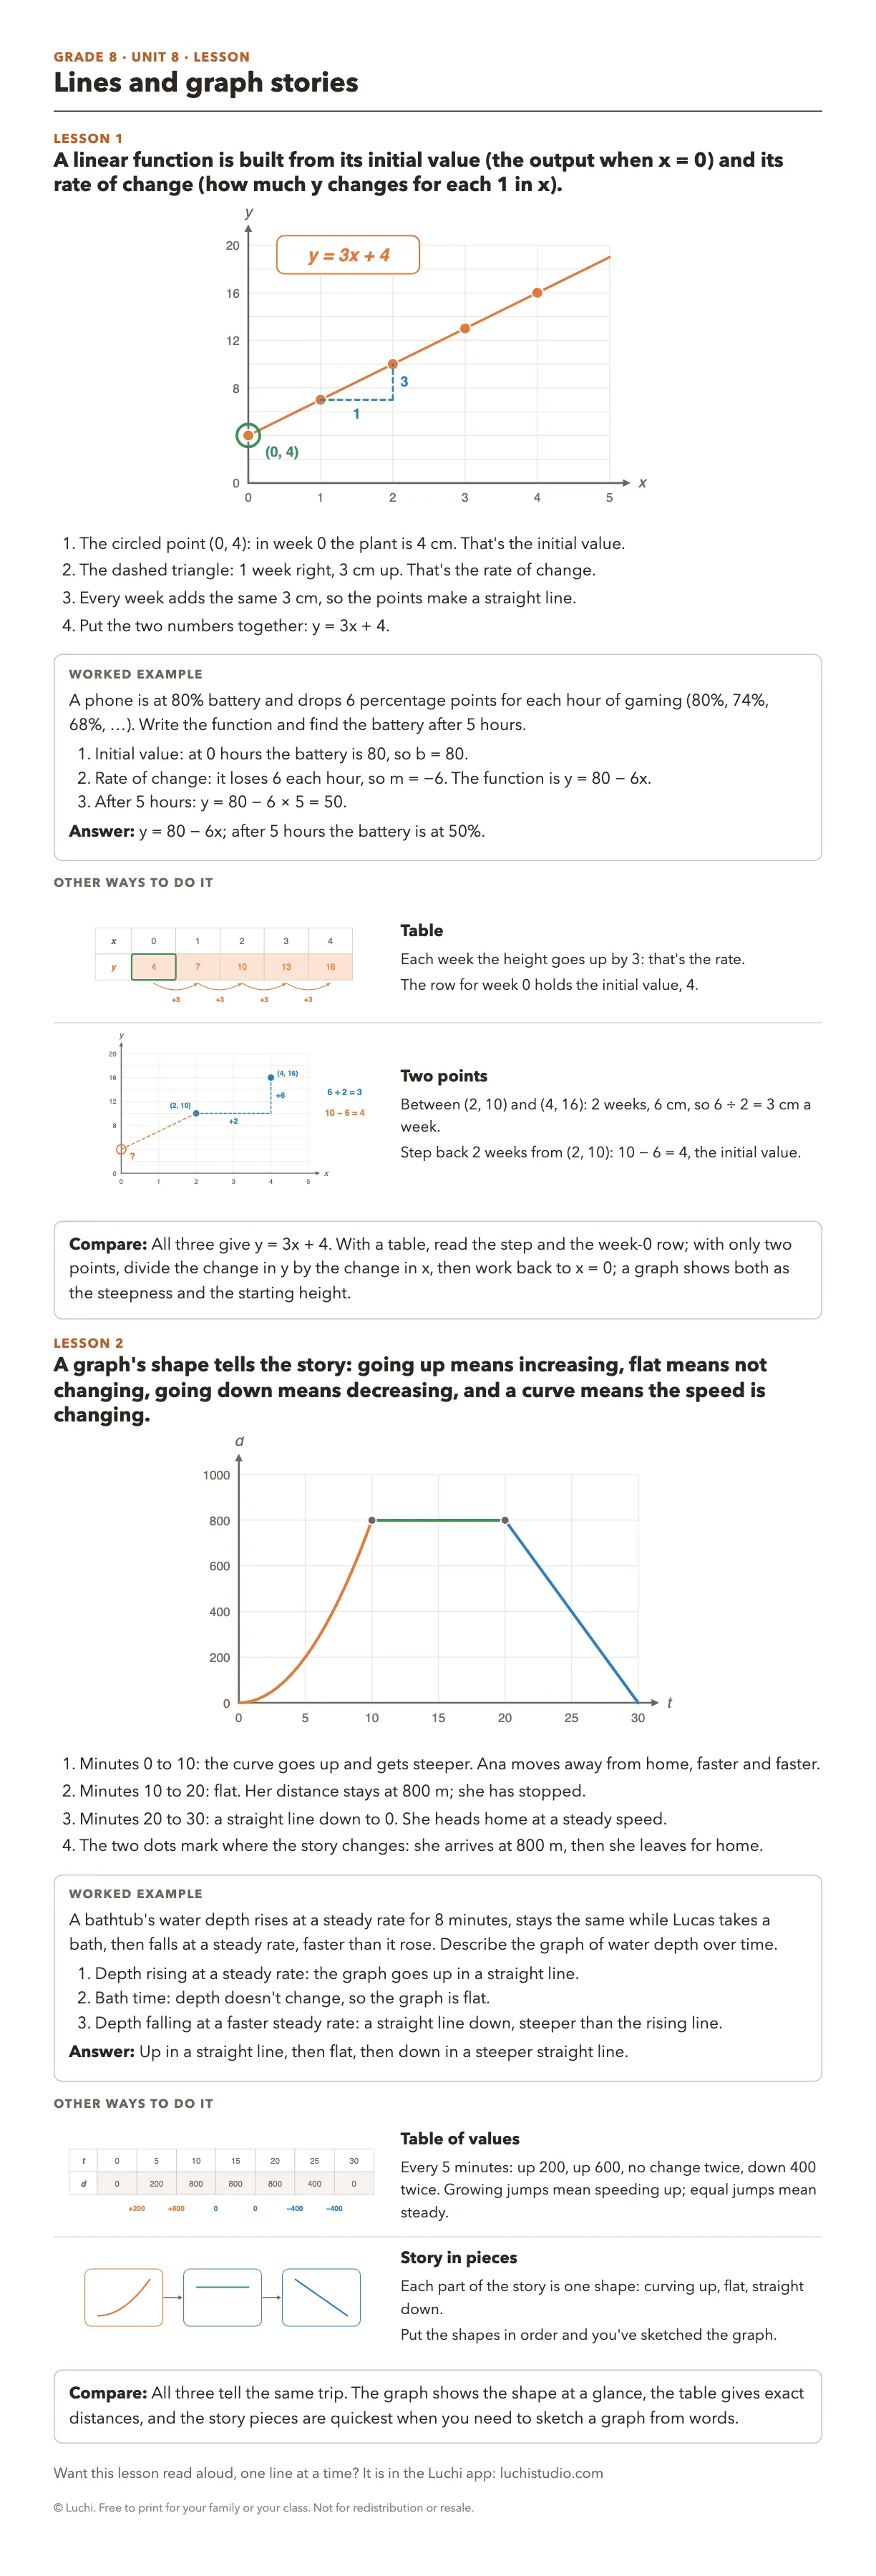 GRADE 8 · UNIT 8 · LESSON
Lines and graph stories
LESSON 1
A linear function is built from its initial value (the output when x = 0) and its
rate of change (how much y changes for each 1 in x).
y
20
16
12
8
0
y = 3x + 4
3
1
(0, 4)
0 1 2 3 4 5
x
1. The circled point (0, 4): in week 0 the plant is 4 cm. That's the initial value.
2. The dashed triangle: 1 week right, 3 cm up. That's the rate of change.
3. Every week adds the same 3 cm, so the points make a straight line.
4. Put the two numbers together: y = 3x + 4.
WORKED EXAMPLE
A phone is at 80% battery and drops 6 percentage points for each hour of gaming (80%, 74%,
68%, …). Write the function and find the battery after 5 hours.
1. Initial value: at 0 hours the battery is 80, so b = 80.
2. Rate of change: it loses 6 each hour, so m = −6. The function is y = 80 − 6x.
3. After 5 hours: y = 80 − 6 × 5 = 50.
Answer: y = 80 − 6x; after 5 hours the battery is at 50%.
OTHER WAYS TO DO IT
x 0 1 2 3 4
y 4 7 10 13 16
+3 +3 +3 +3
Table
Each week the height goes up by 3: that's the rate.
The row for week 0 holds the initial value, 4.
y
20
16
12
8
0
(2, 10)
(4, 16)
+6
+2
?
6 ÷ 2 = 3
10 − 6 = 4
0 1 2 3 4 5
x
Two points
Between (2, 10) and (4, 16): 2 weeks, 6 cm, so 6 ÷ 2 = 3 cm a
week.
Step back 2 weeks from (2, 10): 10 − 6 = 4, the initial value.
Compare: All three give y = 3x + 4. With a table, read the step and the week-0 row; with only two
points, divide the change in y by the change in x, then work back to x = 0; a graph shows both as
the steepness and the starting height.
LESSON 2
A graph's shape tells the story: going up means increasing, flat means not
changing, going down means decreasing, and a curve means the speed is
changing.
d
1000
800
600
400
200
0
0 5 10 15 20 25 30
t
1. Minutes 0 to 10: the curve goes up and gets steeper. Ana moves away from home, faster and faster.
2. Minutes 10 to 20: flat. Her distance stays at 800 m; she has stopped.
3. Minutes 20 to 30: a straight line down to 0. She heads home at a steady speed.
4. The two dots mark where the story changes: she arrives at 800 m, then she leaves for home.
WORKED EXAMPLE
A bathtub's water depth rises at a steady rate for 8 minutes, stays the same while Lucas takes a
bath, then falls at a steady rate, faster than it rose. Describe the graph of water depth over time.
1. Depth rising at a steady rate: the graph goes up in a straight line.
2. Bath time: depth doesn't change, so the graph is flat.
3. Depth falling at a faster steady rate: a straight line down, steeper than the rising line.
Answer: Up in a straight line, then flat, then down in a steeper straight line.
OTHER WAYS TO DO IT
t 0 5 10 15 20 25 30
d 0 200 800 800 800 400 0
+200 +600 0 0 −400 −400
Table of values
Every 5 minutes: up 200, up 600, no change twice, down 400
twice. Growing jumps mean speeding up; equal jumps mean
steady.
Story in pieces
Each part of the story is one shape: curving up, flat, straight
down.
Put the shapes in order and you've sketched the graph.
Compare: All three tell the same trip. The graph shows the shape at a glance, the table gives exact
distances, and the story pieces are quickest when you need to sketch a graph from words.
Want this lesson read aloud, one line at a time? It is in the Luchi app: luchistudio.com
© Luchi. Free to print for your family or your class. Not for redistribution or resale.